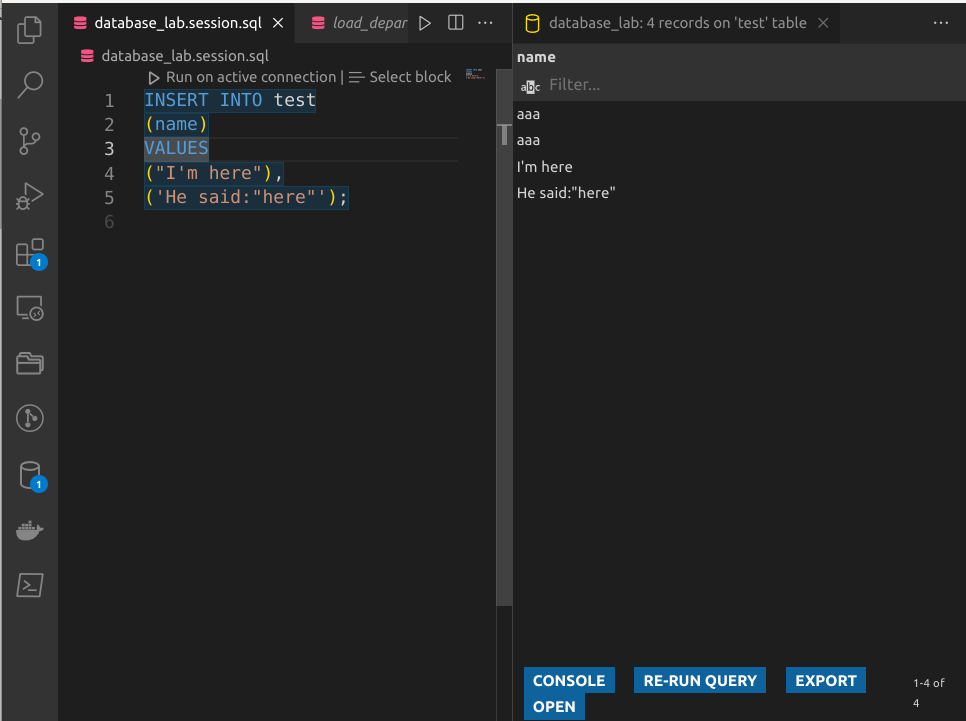 database_lab.session.sql
load_depar
database_lab.session.sql
Run on active connection | Select block
1 INSERT INTO test
2 (name)
3 VALUES
4 ("I'm here"),
5 ('He said:"here"');
6
1
1
database_lab: 4 records on 'test' table
name
abc Filter...
aaa
aaa
I'm here
He said:"here"
CONSOLE RE-RUN QUERY EXPORT
OPEN
1-4 of
4